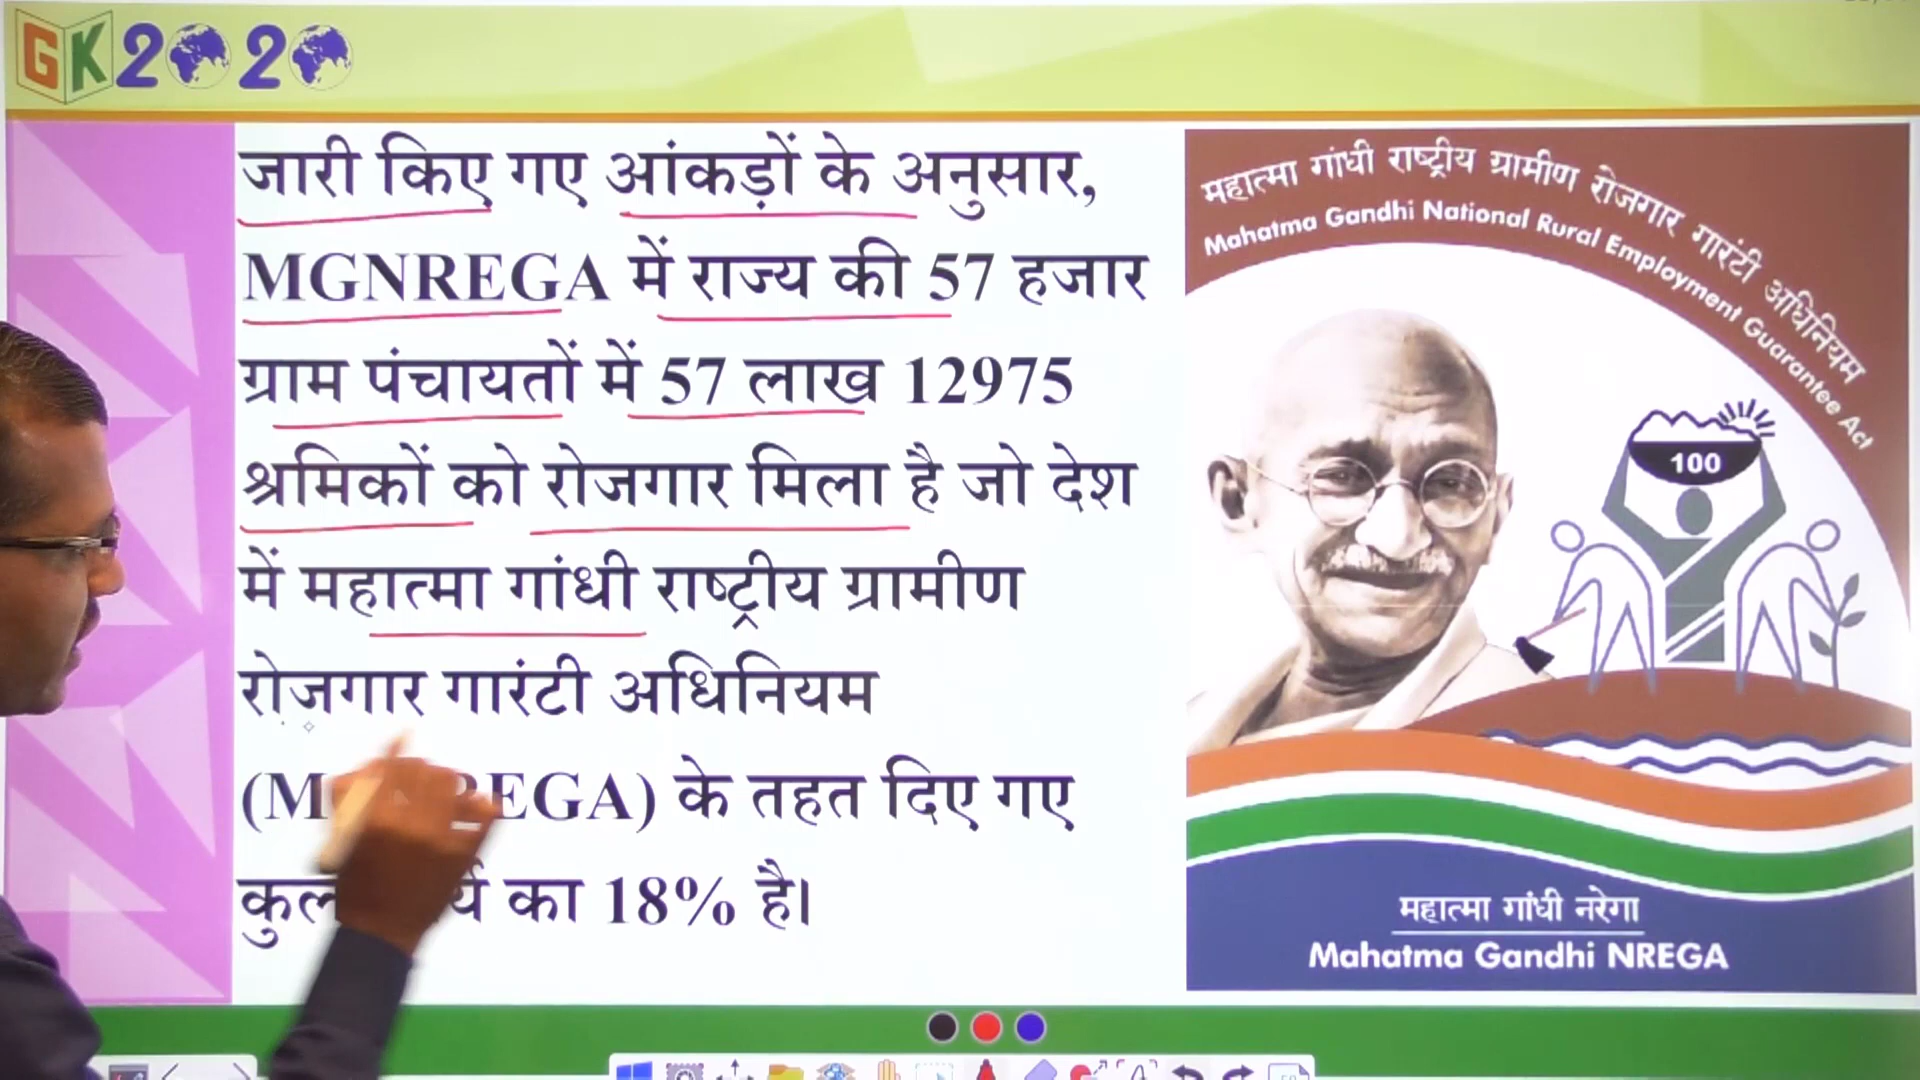 GK2020
जारी किए गए आंकड़ों के अनुसार,
MGNREGA में राज्य की 57 हजार
ग्राम पंचायतों में 57 लाख 12975
श्रमिकों को रोजगार मिला है जो देश
में महात्मा गांधी राष्ट्रीय ग्रामीण
रोजगार गारंटी अधिनियम
के तहत दिए गए
का 18% है।
महात्मा गांधी राष्ट्रीय ग्रामीण रोजगार गारंटी अधिनियम
Mahatma Gandhi National Rural Employment Guarantee Act
100
महात्मा गांधी नरेगा
Mahatma Gandhi NREGA